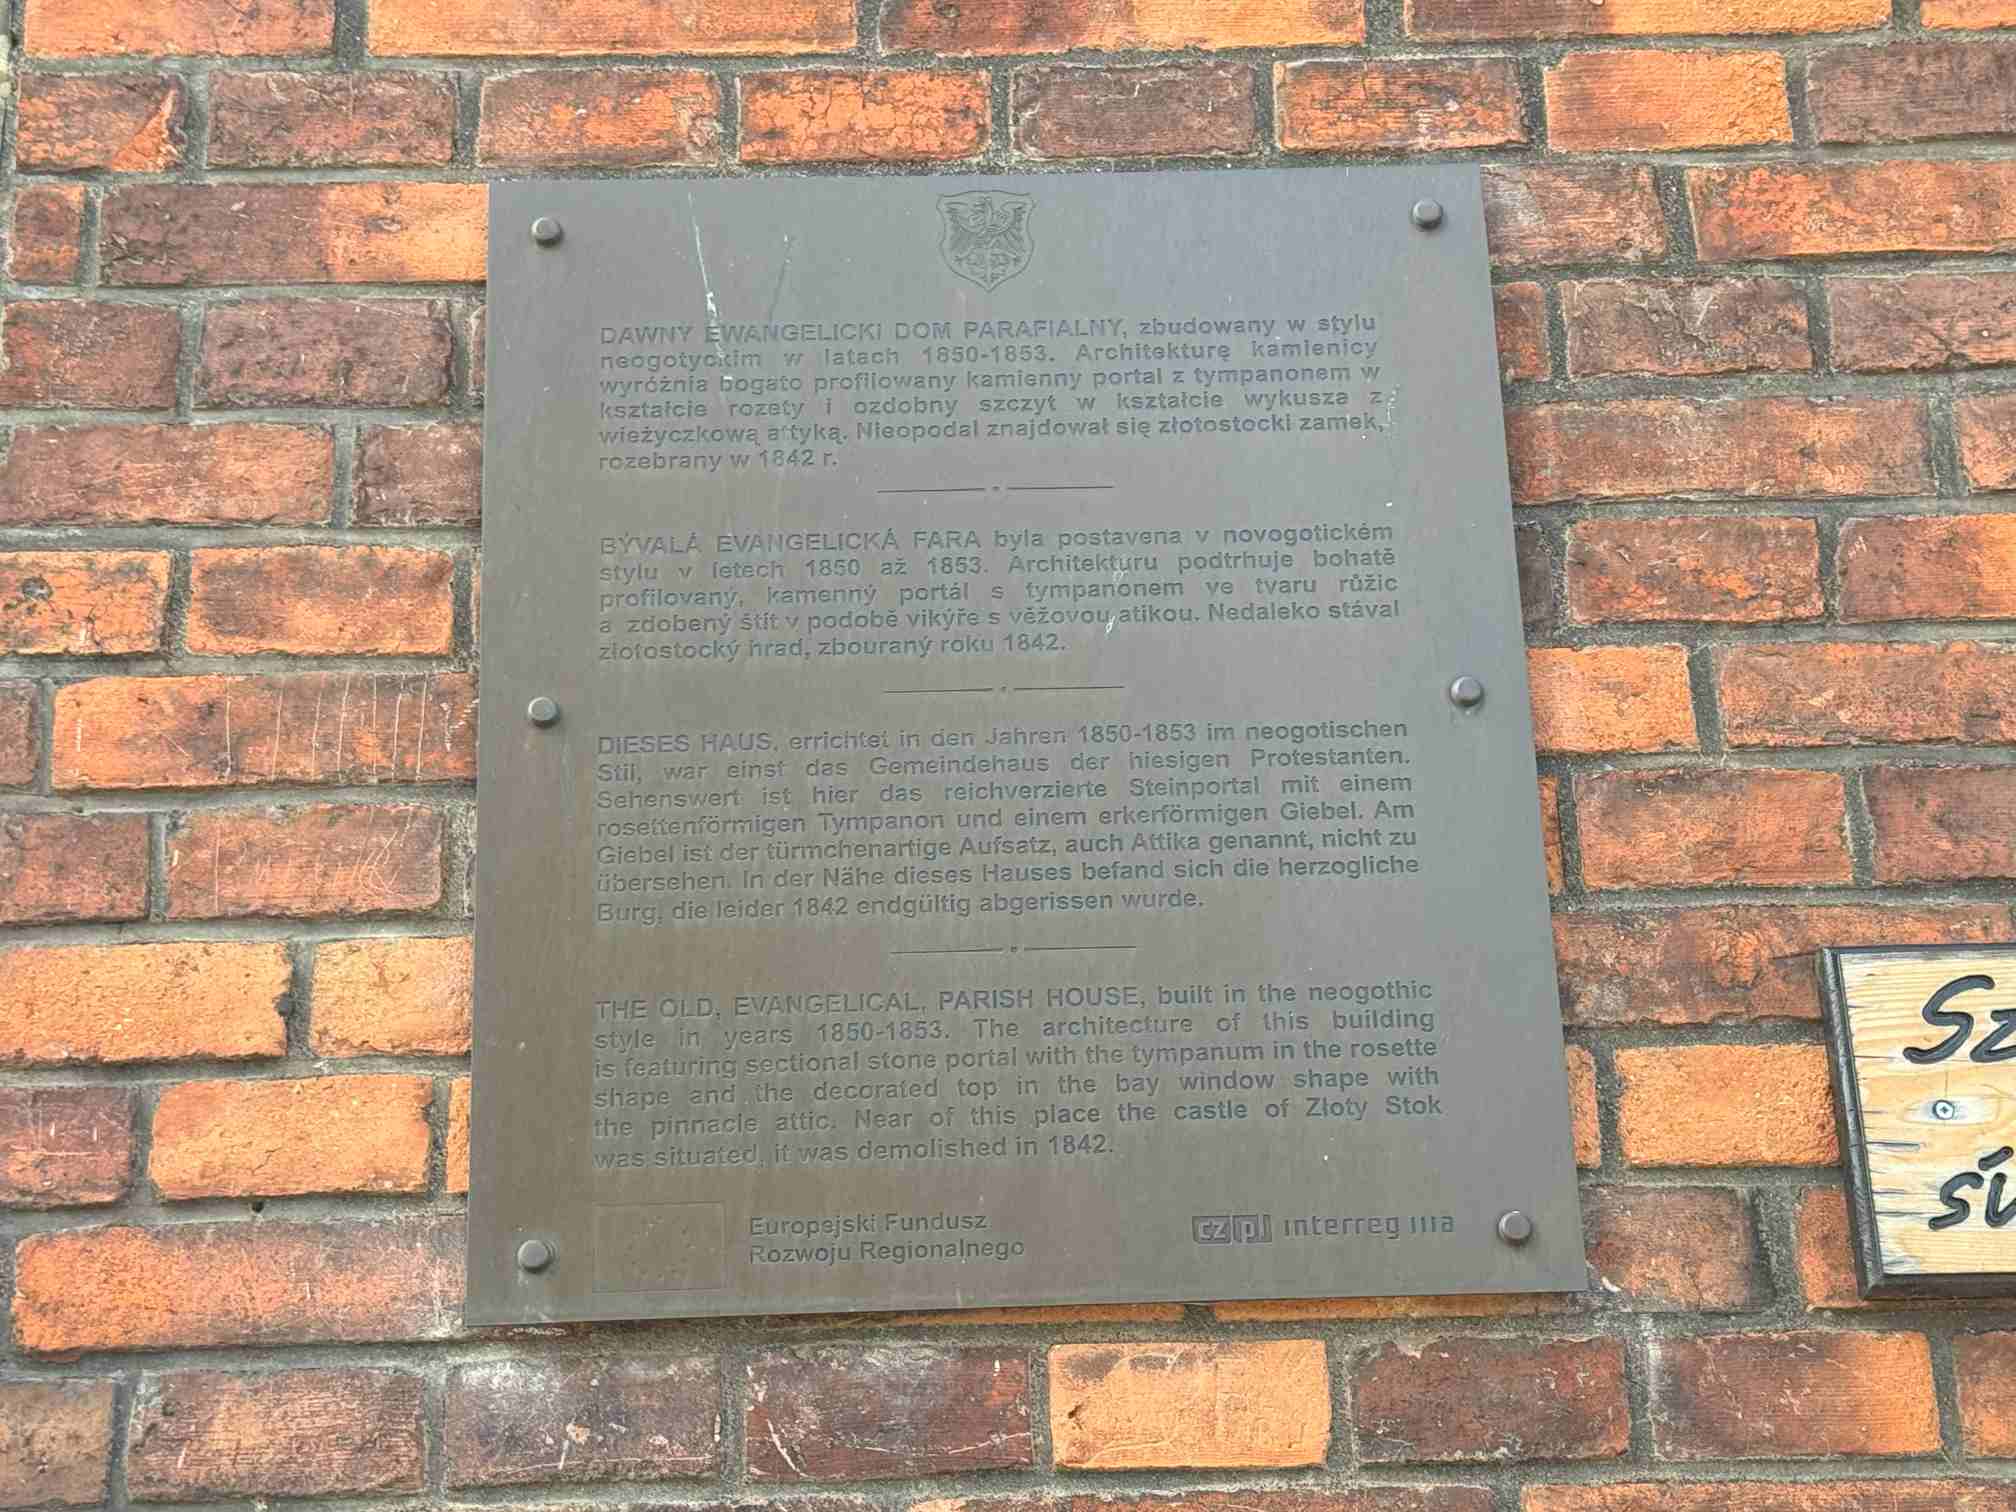 DAWNY EWANGELICKI DOM PARAFIALNY, zbudowany w stylu
neogotyckim w latach 1850-1853. Architekturę kamienicy
wyróżnia bogato profilowany kamienny portal z tympanonem w
kształcie rozety i ozdobny szczyt w kształcie wykusza z
wieżyczkową attyką. Nieopodal znajdował się złotostocki zamek,
rozebrany w 1842 r.
BÝVALÁ EVANGELICKÁ FARA byla postavena v novogotickém
stylu v letech 1850 až 1853. Architekturu podtrhuje bohatě
profilovaný, kamenný portál s tympanonem ve tvaru růžic
a zdobený štít v podobě vikýře s věžovou atikou. Nedaleko stával
złotostocký hrad, zbouraný roku 1842.
DIESES HAUS, errichtet in den Jahren 1850-1853 im neogotischen
Stil, war einst das Gemeindehaus der hiesigen Protestanten.
Sehenswert ist hier das reichverzierte Steinportal mit einem
rosettenförmigen Tympanon und einem erkerförmigen Giebel. Am
Giebel ist der türmchenartige Aufsatz, auch Attika genannt, nicht zu
übersehen. In der Nähe dieses Hauses befand sich die herzogliche
Burg, die leider 1842 endgültig abgerissen wurde.
THE OLD, EVANGELICAL, PARISH HOUSE, built in the neogothic
style in years 1850-1853. The architecture of this building
is featuring sectional stone portal with the tympanum in the rosette
shape and the decorated top in the bay window shape with
the pinnacle attic. Near of this place the castle of Złoty Stok
was situated, it was demolished in 1842.
Europejski Fundusz
Rozwoju Regionalnego
cz pl interreg IIIa